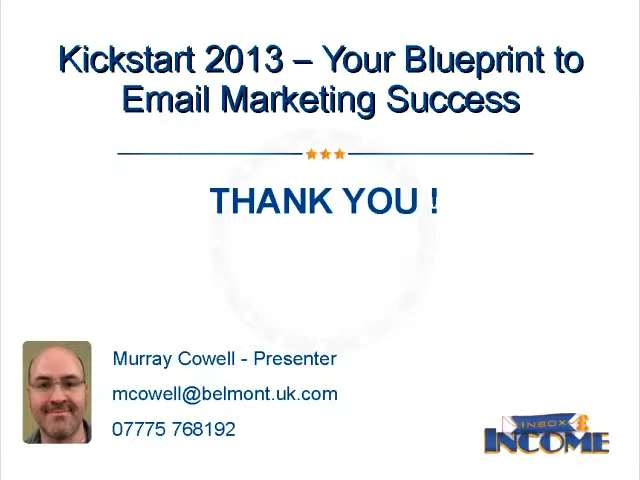 Kickstart 2013 – Your Blueprint to
Email Marketing Success
THANK YOU !
Murray Cowell - Presenter
mcowell@belmont.uk.com
07775 768192
INBOX £
INCOME